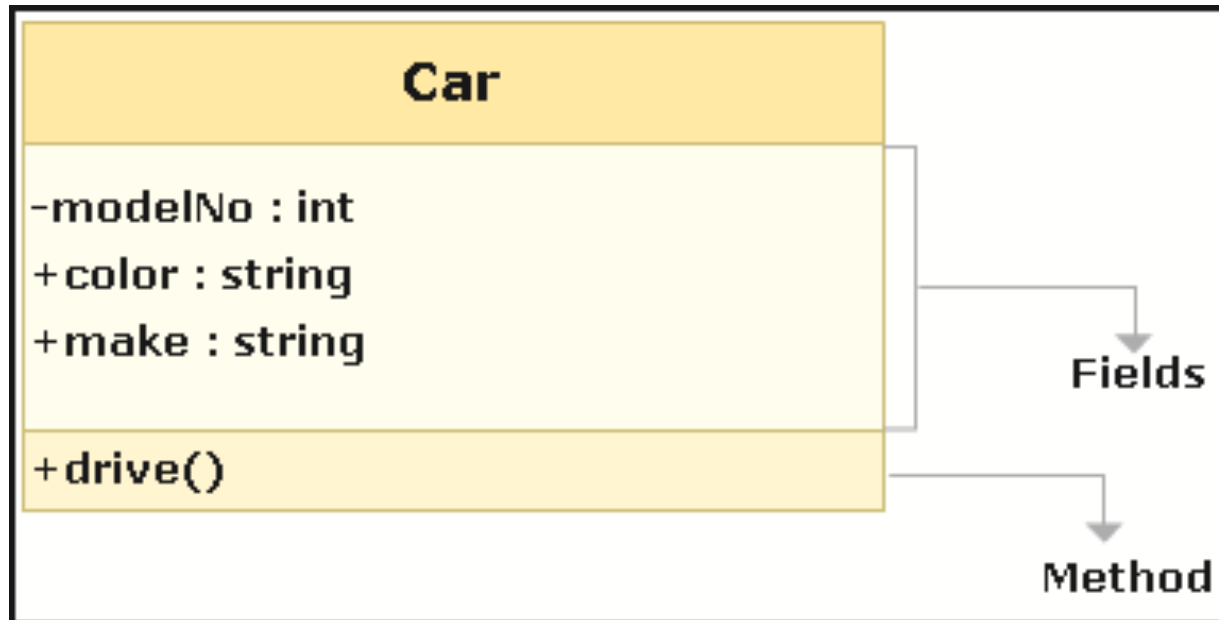 Car
-modelNo : int
+color : string
+make : string
Fields
+drive()
Method